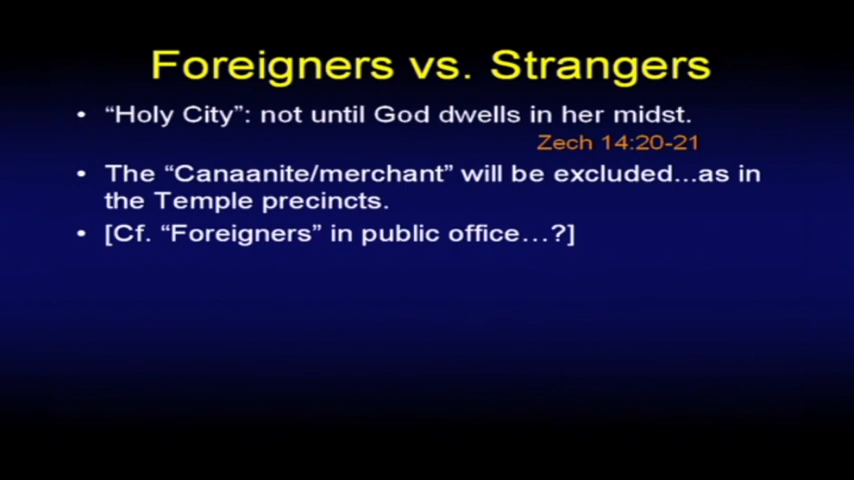 Foreigners vs. Strangers
• “Holy City”: not until God dwells in her midst.
Zech 14:20-21
• The “Canaanite/merchant” will be excluded...as in
the Temple precincts.
• [Cf. “Foreigners” in public office…?]